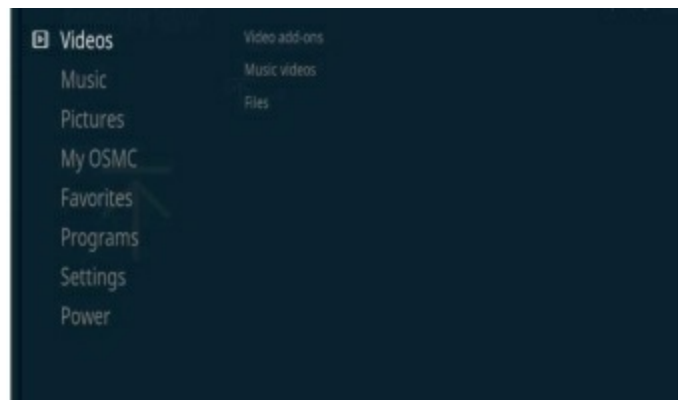 Videos
Music
Pictures
My OSMC
Favorites
Programs
Settings
Power
Video add-ons
Music videos
Files